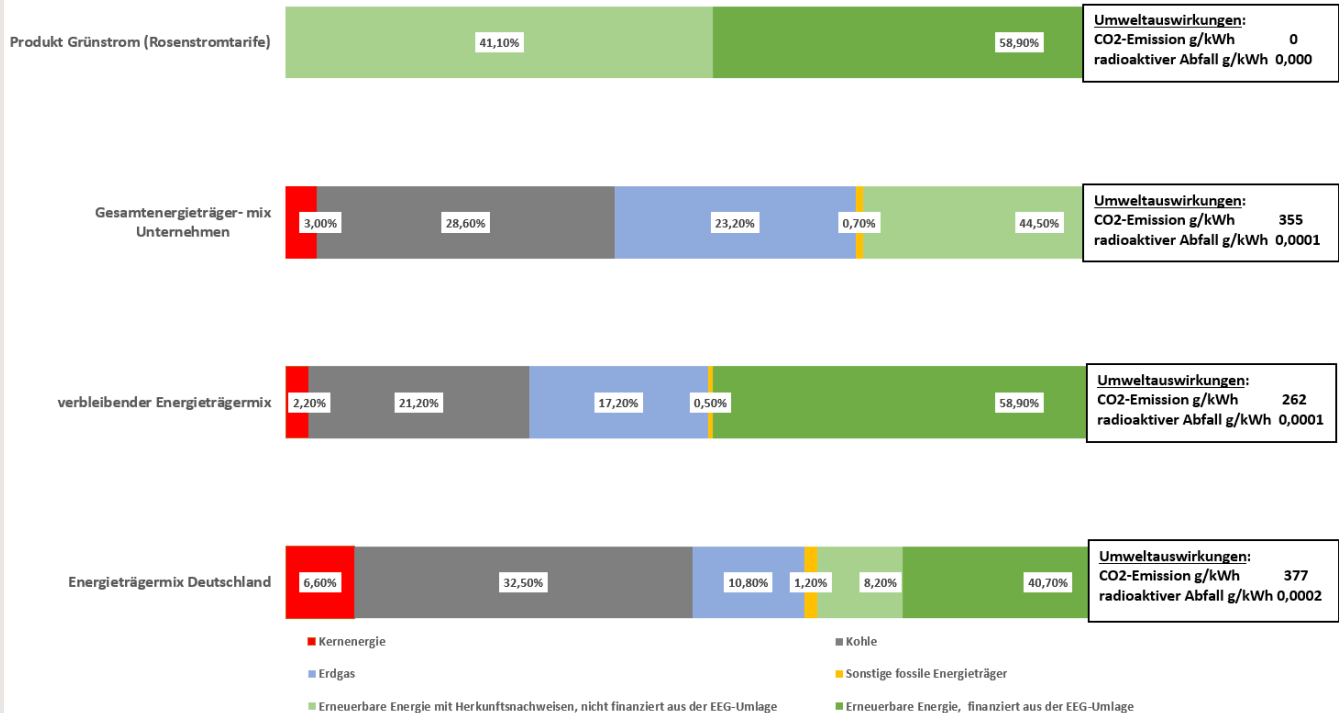 Produkt Grünstrom (Rosenstromtarife)
41,10%
58,90%
Umweltauswirkungen:
CO2-Emission g/kWh 0
radioaktiver Abfall g/kWh 0,000
Gesamtenergieträger- mix
Unternehmen
3,00%
28,60%
23,20%
0,70%
44,50%
Umweltauswirkungen:
CO2-Emission g/kWh 355
radioaktiver Abfall g/kWh 0,0001
verbleibender Energieträgermix
2,20%
21,20%
17,20%
0,50%
58,90%
Umweltauswirkungen:
CO2-Emission g/kWh 262
radioaktiver Abfall g/kWh 0,0001
Energieträgermix Deutschland
6,60%
32,50%
10,80%
1,20%
8,20%
40,70%
Umweltauswirkungen:
CO2-Emission g/kWh 377
radioaktiver Abfall g/kWh 0,0002
Kernenergie
Kohle
Erdgas
Sonstige fossile Energieträger
Erneuerbare Energie mit Herkunftsnachweisen, nicht finanziert aus der EEG-Umlage
Erneuerbare Energie, finanziert aus der EEG-Umlage